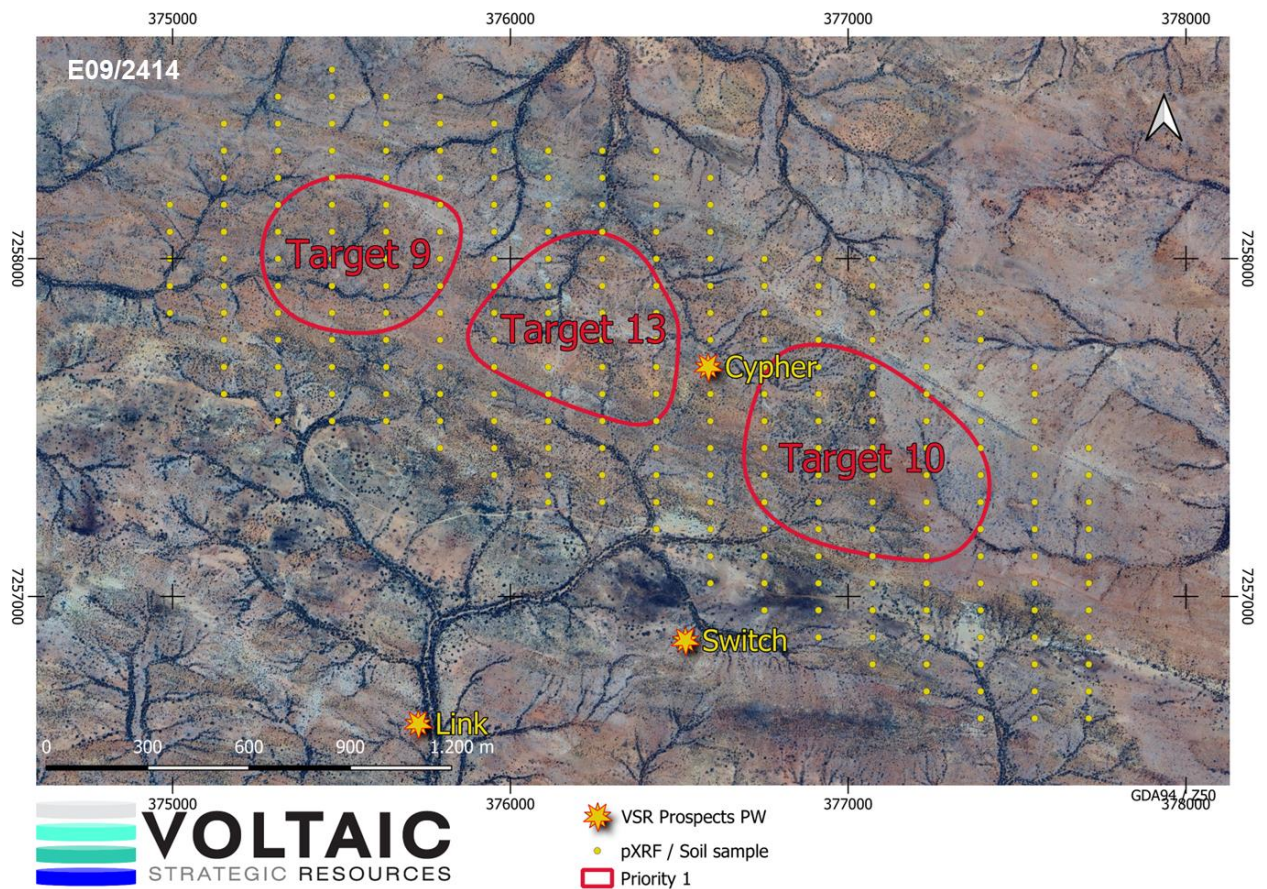 375000 376000 377000 378000
E09/2414
7258000 7258000
Target 9
Target 13
Cypher
Target 10
7257000 7257000
Switch
Link
0 300 600 900 1.200 m
375000 376000 377000 378000
GDA94 / z50
VOLTAIC
STRATEGIC RESOURCES
VSR Prospects PW
pXRF / Soil sample
Priority 1